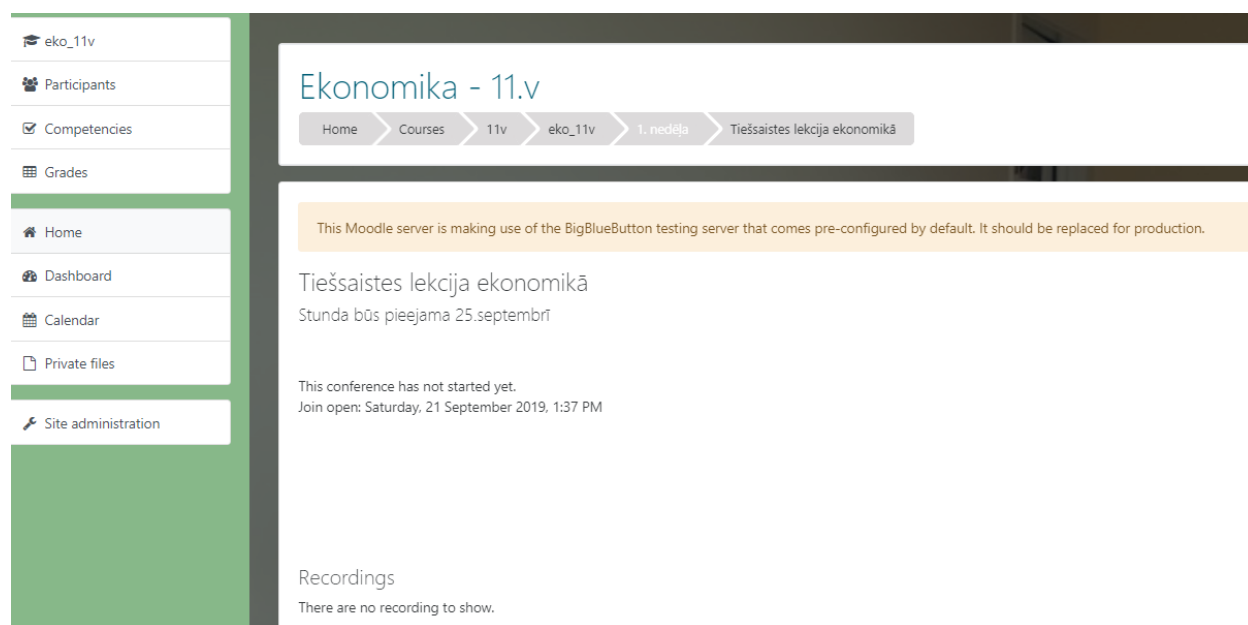 eko_11v
Participants
Competencies
Grades
Home
Dashboard
Calendar
Private files
Site administration
Ekonomika - 11.v
Home Courses 11v eko_11v 1. nedēļa Tiešsaistes lekcija ekonomikā
This Moodle server is making use of the BigBlueButton testing server that comes pre-configured by default. It should be replaced for production.
Tiešsaistes lekcija ekonomikā
Stunda būs pieejama 25.septembrī
This conference has not started yet.
Join open: Saturday, 21 September 2019, 1:37 PM
Recordings
There are no recording to show.